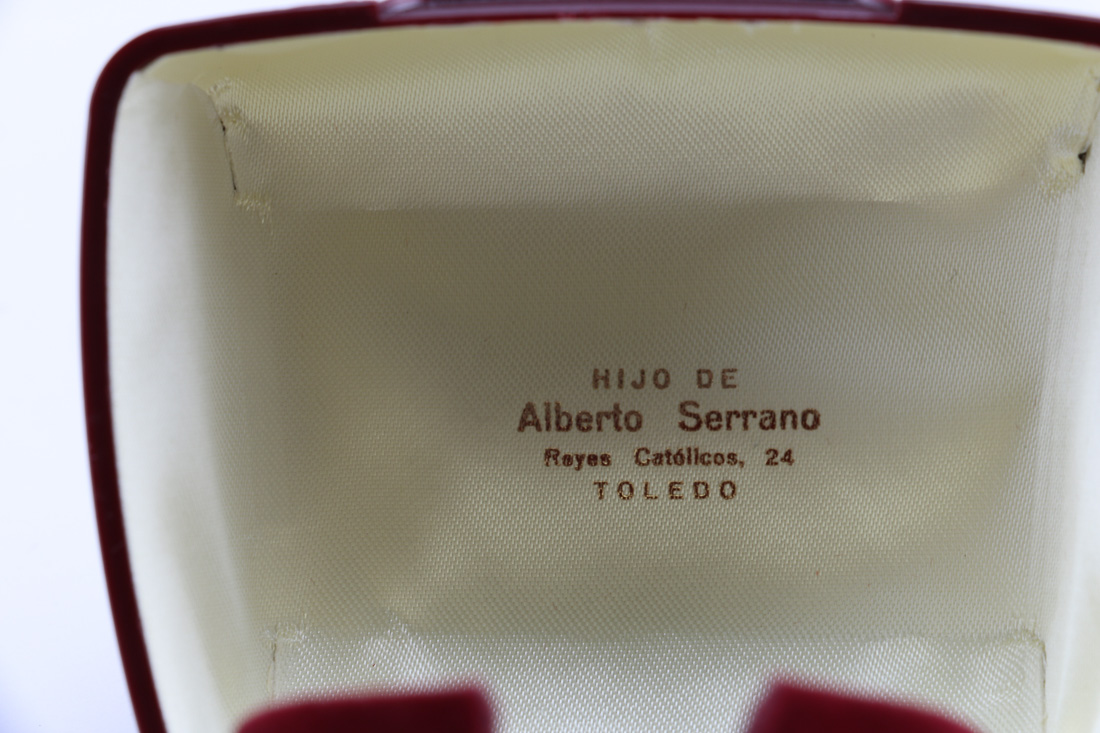 HIJO DE
Alberto Serrano
Reyes Católicos, 24
TOLEDO